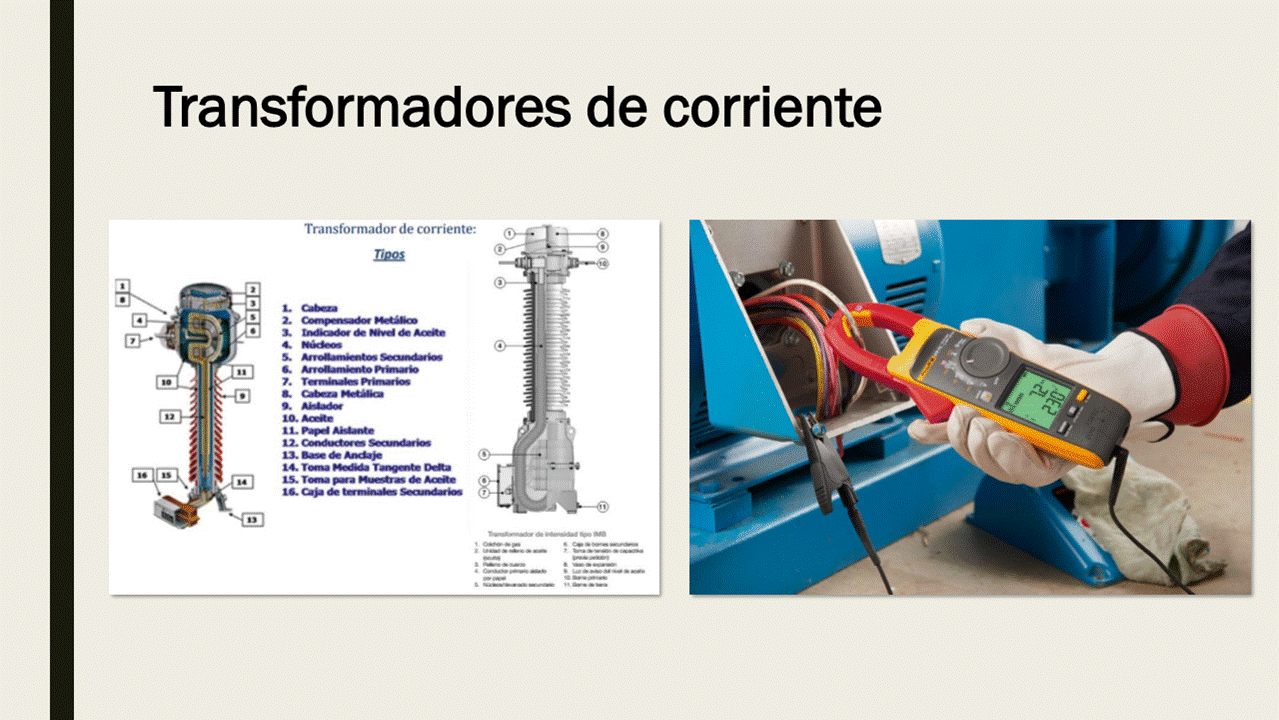 Transformadores de corriente
Transformador de corriente:
Tipos
1. Cabeza
2. Compensador Metálico
3. Indicador de Nivel de Aceite
4. Núcleos
5. Arrollamientos Secundarios
6. Arrollamiento Primario
7. Terminales Primarios
8. Cabeza Metálica
9. Aislador
10. Aceite
11. Papel Aislante
12. Conductores Secundarios
13. Base de Anclaje
14. Toma Medida Tangente Delta
15. Toma para Muestras de Aceite
16. Caja de terminales Secundarios
1
8
4
7
2
3
5
6
10
11
9
12
16
15
14
13
1
2
3
4
5
6
7
8
9
10
11
Transformador de intensidad tipo IMB
1. Colchón de gas
2. Unidad de relleno de aceite
(oculta)
3. Relleno de cuarzo
4. Conductor primario aislado
por papel
5. Núcleos/devanado secundario
6. Caja de bornes secundarios
7. Toma de tensión de capacitiva
(previa petición)
8. Vaso de expansión
9. Luz de aviso del nivel de aceite
10. Borne primario
11. Borne de tierra
7.2
230